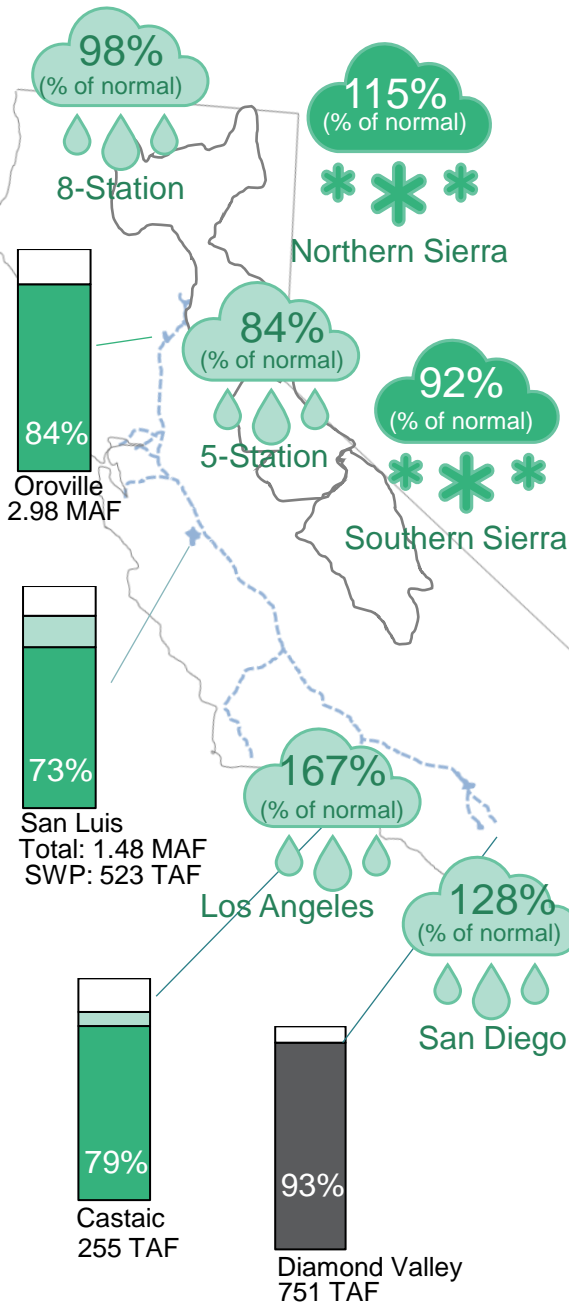 98%
(% of normal)
8-Station
115%
(% of normal)
Northern Sierra
84%
Oroville
2.98 MAF
84%
(% of normal)
5-Station
92%
(% of normal)
Southern Sierra
73%
San Luis
Total: 1.48 MAF
SWP: 523 TAF
167%
(% of normal)
Los Angeles
128%
(% of normal)
San Diego
79%
Castaic
255 TAF
93%
Diamond Valley
751 TAF